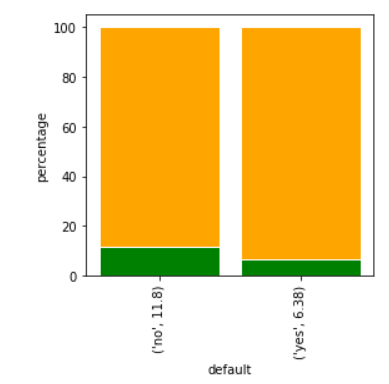 100
80
60
40
20
0
percentage
('no', 11.8)
('yes', 6.38)
default